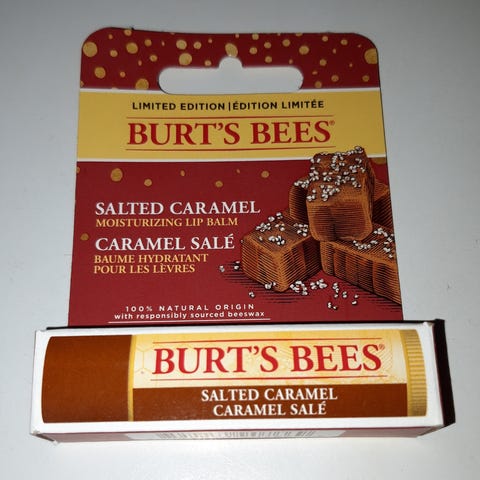 LIMITED EDITION | ÉDITION LIMITÉE
BURT'S BEES®
SALTED CARAMEL
MOISTURIZING LIP BALM
CARAMEL SALÉ
BAUME HYDRATANT
POUR LES LÈVRES
100% NATURAL ORIGIN
with responsibly sourced beeswax
BURT'S BEES®
SALTED CARAMEL
CARAMEL SALÉ